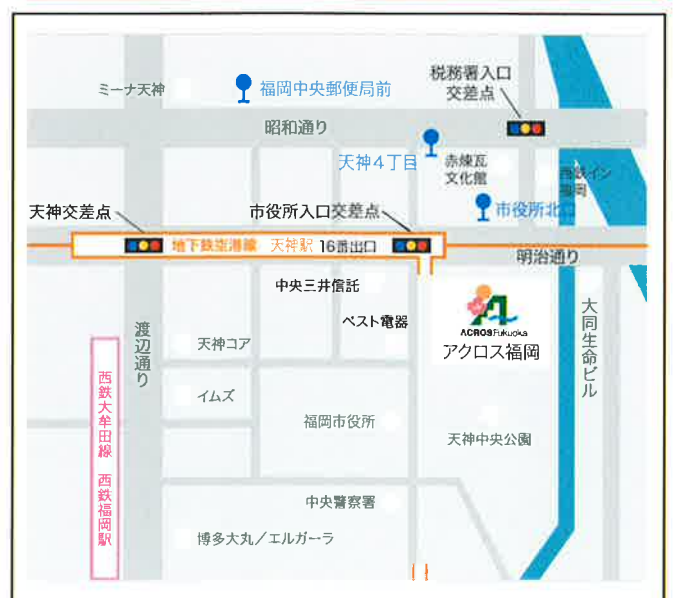 税務署入口
交差点
ミーナ天神
福岡中央郵便局前
昭和通り
天神4丁目
赤煉瓦
文化館
西鉄イン
福岡
天神交差点
市役所入口交差点
市役所北口
地下鉄空港線 天神駅 16番出口
明治通り
中央三井信託
ベスト電器
ACROS Fukuoka
アクロス福岡
大同生命ビル
渡辺通り
天神コア
イムズ
西鉄大牟田線 西鉄福岡駅
福岡市役所
天神中央公園
中央警察署
博多大丸/エルガーラ